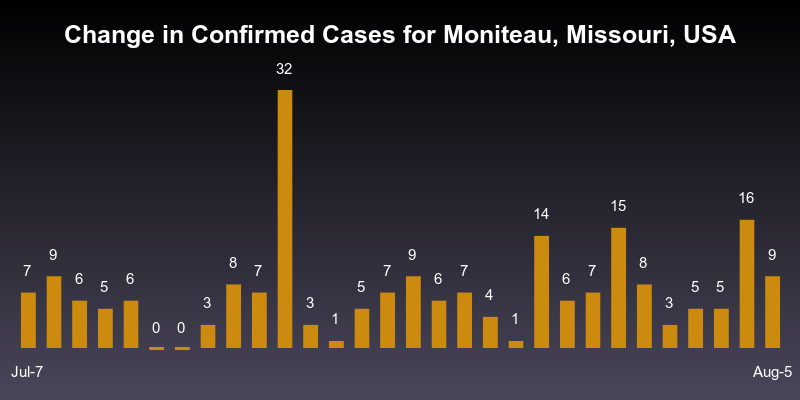 Change in Confirmed Cases for Moniteau, Missouri, USA
7 9 6 5 6 0 0 3 8 7 32 3 1 5 7 9 6 7 4 1 14 6 7 15 8 3 5 5 16 9
Jul-7 Aug-5